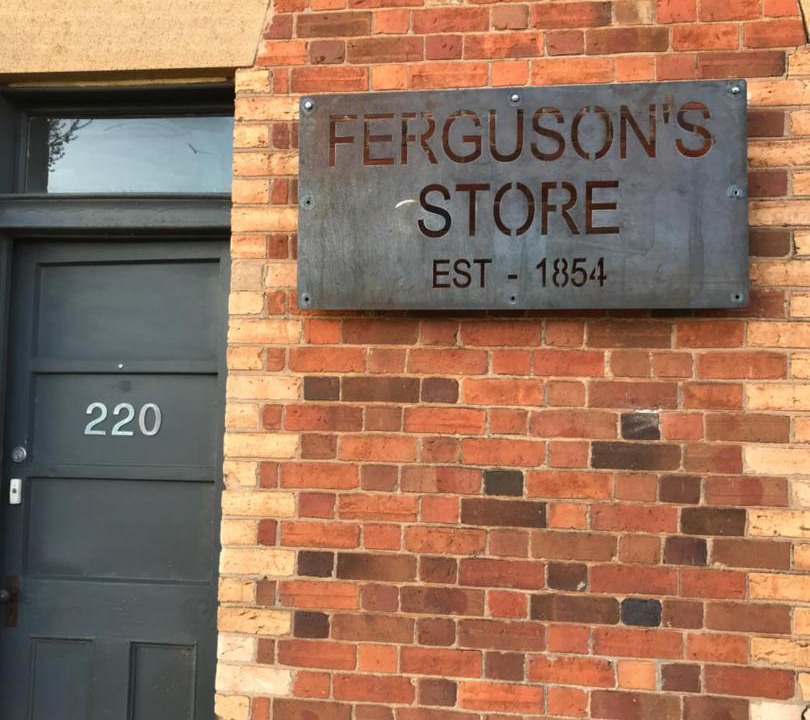 FERGUSON'S
STORE
EST - 1854
220